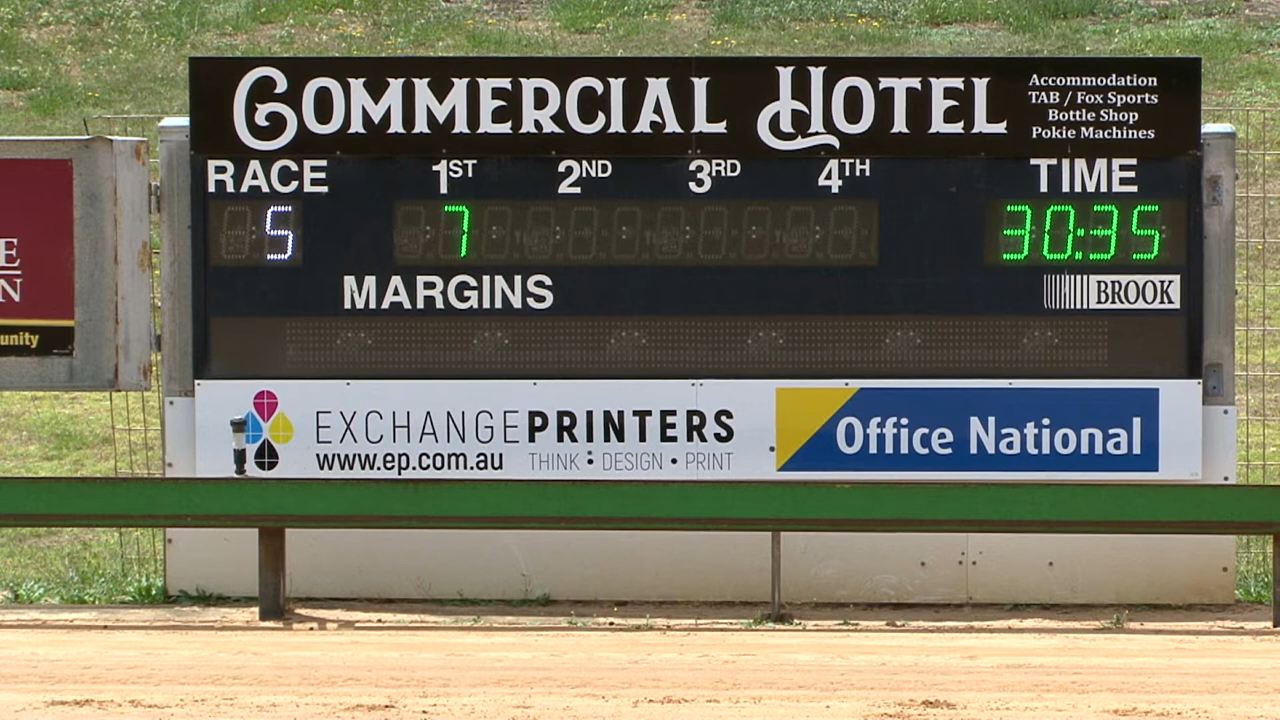 COMMERCIAL HOTEL
Accommodation
TAB / Fox Sports
Bottle Shop
Pokie Machines
RACE 1ST 2ND 3RD 4TH TIME
5 7 30:35
MARGINS
BROOK
E
N
unity
EXCHANGEPRINTERS
www.ep.com.au THINK • DESIGN • PRINT
Office National